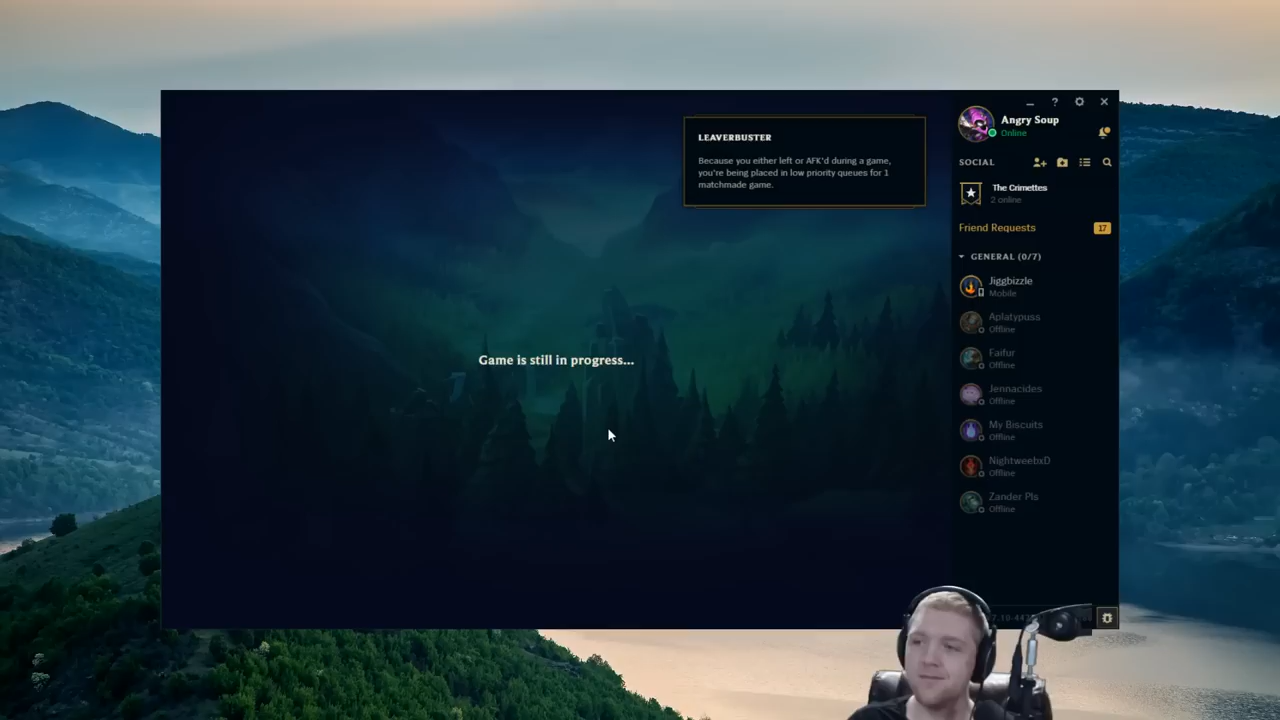 LEAVERBUSTER
Because you either left or AFK'd during a game,
you're being placed in low priority queues for 1
matchmade game.
Game is still in progress...
?
Angry Soup
Online
SOCIAL
The Crimettes
2 online
Friend Requests
17
GENERAL (0/7)
Jiggbizzle
Mobile
Aplatypuss
Offline
Faifur
Offline
Jennacides
Offline
My Biscuits
Offline
NightweebxD
Offline
Zander Pls
Offline